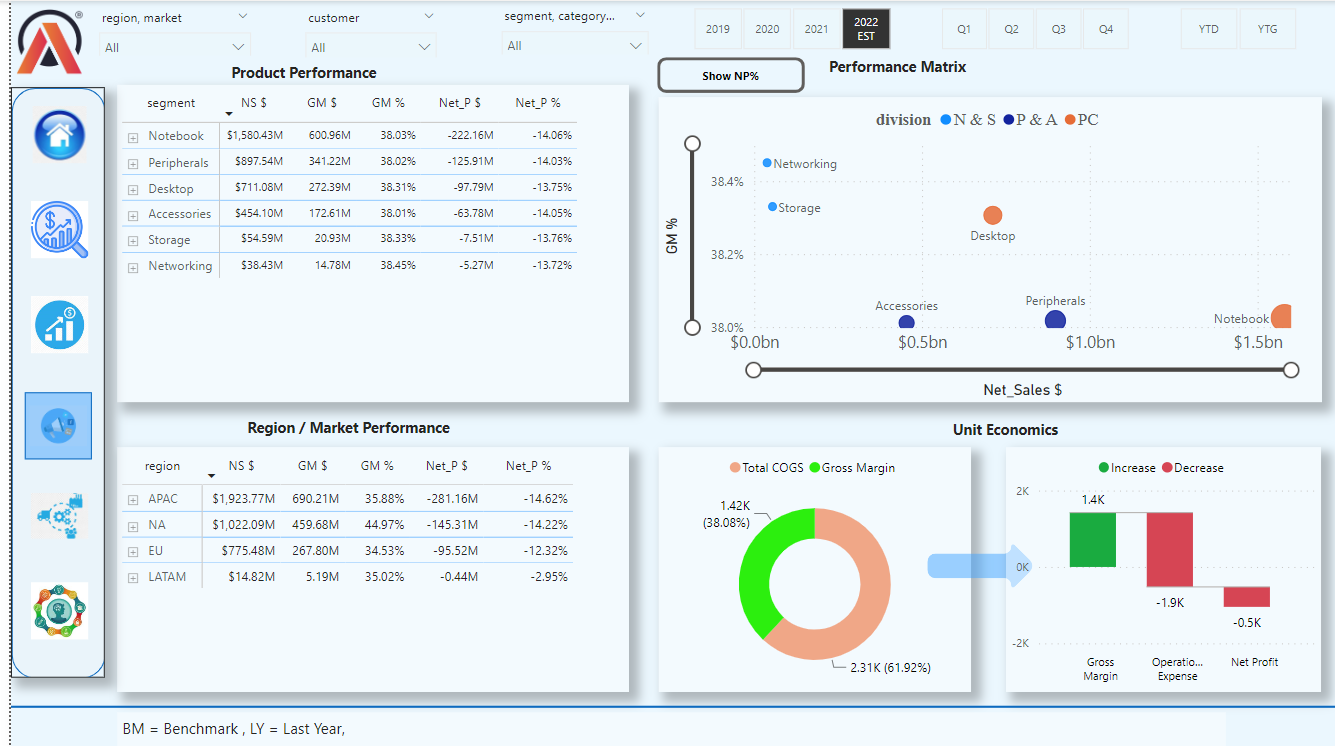 region, market
customer
segment, category...
All
All
All
2019 2020 2021 2022 EST
Q1 Q2 Q3 Q4
YTD YTG
Product Performance
Show NP%
Performance Matrix
segment NS $ GM $ GM % Net_P $ Net_P %
Notebook $1,580.43M 600.96M 38.03% -222.16M -14.06%
Peripherals $897.54M 341.22M 38.02% -125.91M -14.03%
Desktop $711.08M 272.39M 38.31% -97.79M -13.75%
Accessories $454.10M 172.61M 38.01% -63.78M -14.05%
Storage $54.59M 20.93M 38.33% -7.51M -13.76%
Networking $38.43M 14.78M 38.45% -5.27M -13.72%
division N & S P & A PC
GM %
38.4%
38.2%
38.0%
Networking
Storage
Desktop
Accessories
Peripherals
Notebook
$0.0bn $0.5bn $1.0bn $1.5bn
Net_Sales $
Region / Market Performance
Unit Economics
region NS $ GM $ GM % Net_P $ Net_P %
APAC $1,923.77M 690.21M 35.88% -281.16M -14.62%
NA $1,022.09M 459.68M 44.97% -145.31M -14.22%
EU $775.48M 267.80M 34.53% -95.52M -12.32%
LATAM $14.82M 5.19M 35.02% -0.44M -2.95%
Total COGS Gross Margin
1.42K
(38.08%)
2.31K (61.92%)
Increase Decrease
2K
0K
-2K
1.4K
-1.9K
-0.5K
Gross Margin
Operatio... Expense
Net Profit
BM = Benchmark , LY = Last Year,